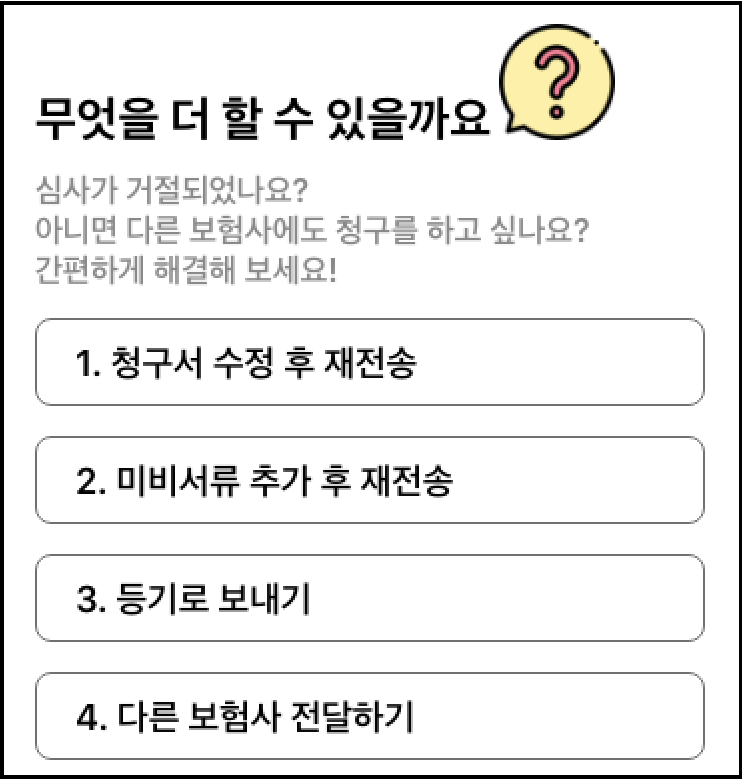 무엇을 더 할 수 있을까요
심사가 거절되었나요?
아니면 다른 보험사에도 청구를 하고 싶나요?
간편하게 해결해 보세요!
1. 청구서 수정 후 재전송
2. 미비서류 추가 후 재전송
3. 등기로 보내기
4. 다른 보험사 전달하기